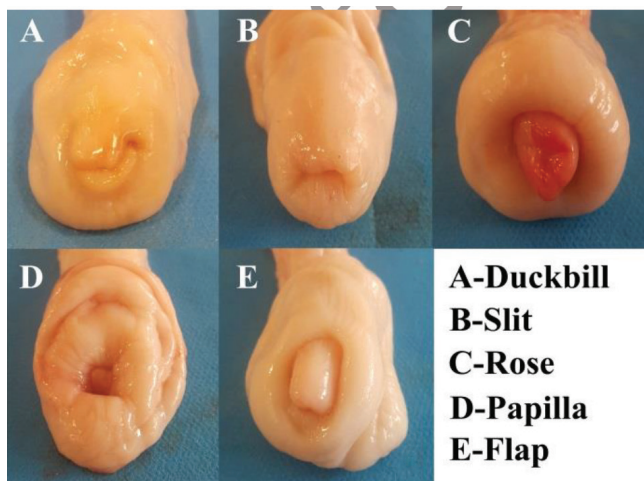 A
B
C
D
E
A-Duckbill
B-Slit
C-Rose
D-Papilla
E-Flap